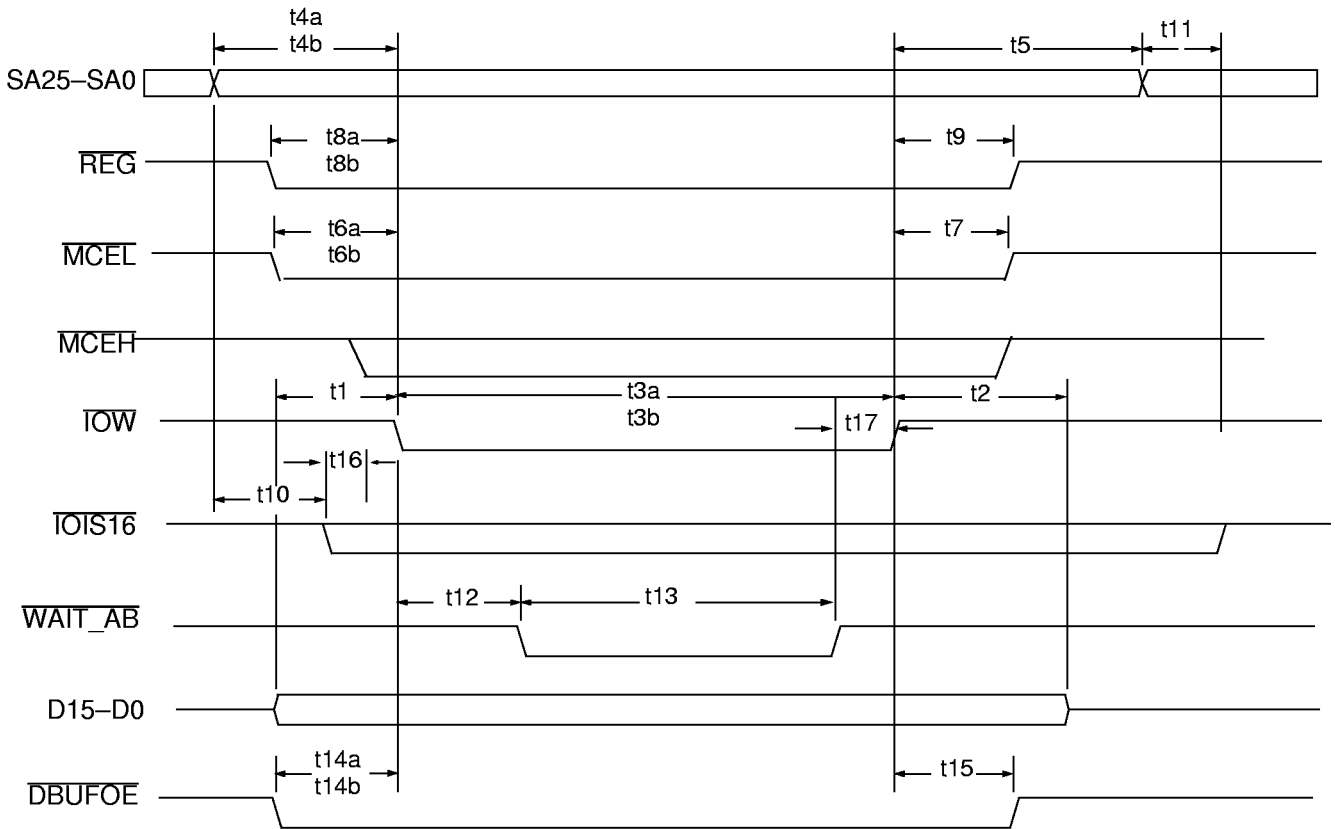 t4a
t4b
t5
t11
SA25–SA0
t8a
t8b
t9
REG
t6a
t6b
t7
MCEL
MCEH
t1
t3a
t3b
t2
IOW
t17
t16
t10
IOIS16
t12
t13
WAIT_AB
D15–D0
t14a
t14b
t15
DBUFOE